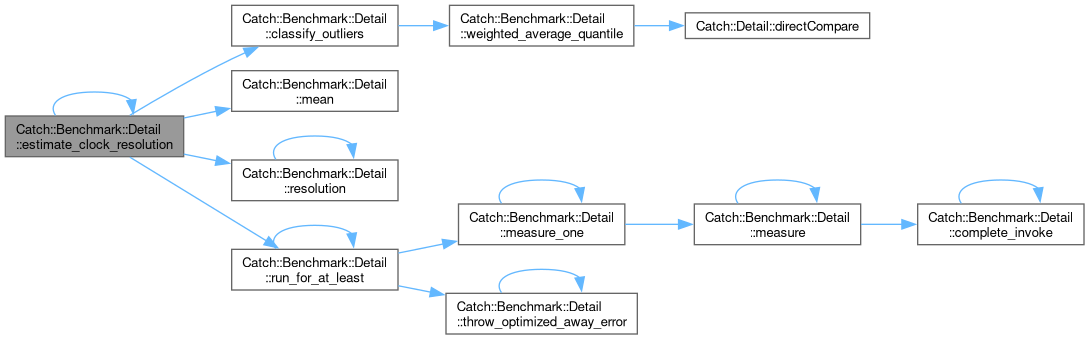 Catch::Benchmark::Detail
::estimate_clock_resolution
Catch::Benchmark::Detail
::classify_outliers
Catch::Benchmark::Detail
::weighted_average_quantile
Catch::Detail::directCompare
Catch::Benchmark::Detail
::mean
Catch::Benchmark::Detail
::resolution
Catch::Benchmark::Detail
::run_for_at_least
Catch::Benchmark::Detail
::measure_one
Catch::Benchmark::Detail
::measure
Catch::Benchmark::Detail
::complete_invoke
Catch::Benchmark::Detail
::throw_optimized_away_error